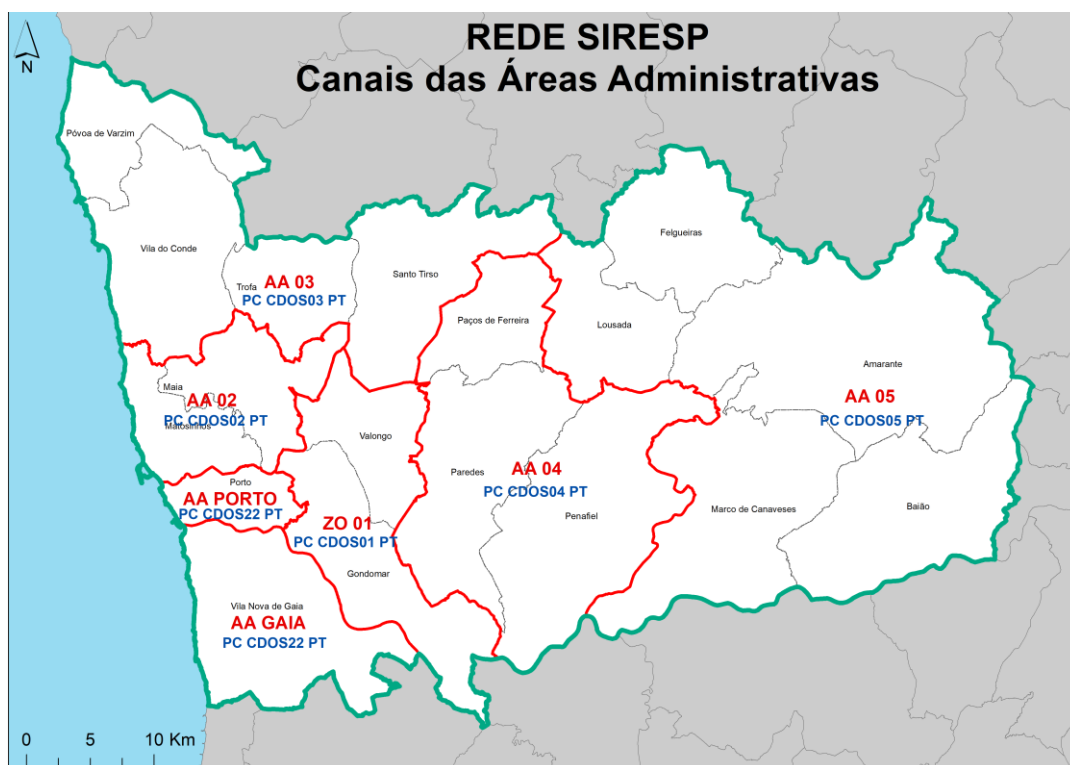 REDE SIRESP
Canais das Áreas Administrativas
N
Póvoa de Varzim
Vila do Conde
Felgueiras
Santo Tirso
Trofa
AA 03
PC CDOS03 PT
Paços de Ferreira
Lousada
Amarante
Maia
AA 02
PC CDOS02 PT
Matosinhos
AA 05
PC CDOS05 PT
Valongo
Paredes
AA 04
PC CDOS04 PT
Penafiel
Porto
AA PORTO
PC CDOS22 PT
Marco de Canaveses
Baião
ZO 01
PC CDOS01 PT
Gondomar
Vila Nova de Gaia
AA GAIA
PC CDOS22 PT
0 5 10 Km